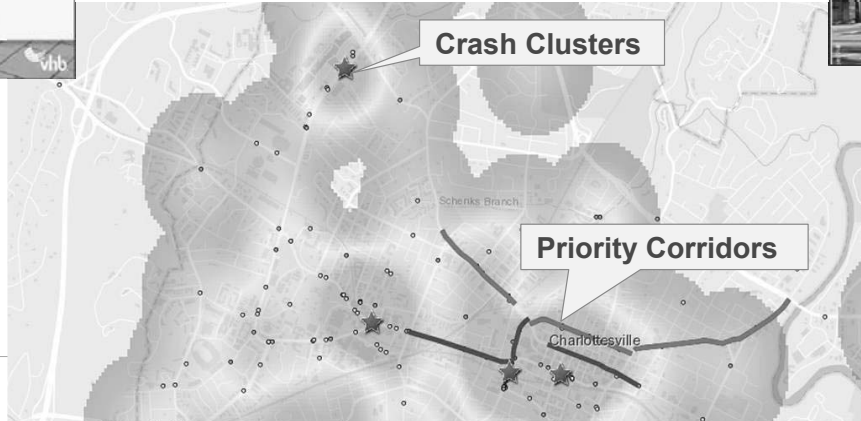 Crash Clusters
vhb
Schenks Branch
Priority Corridors
Charlottesville